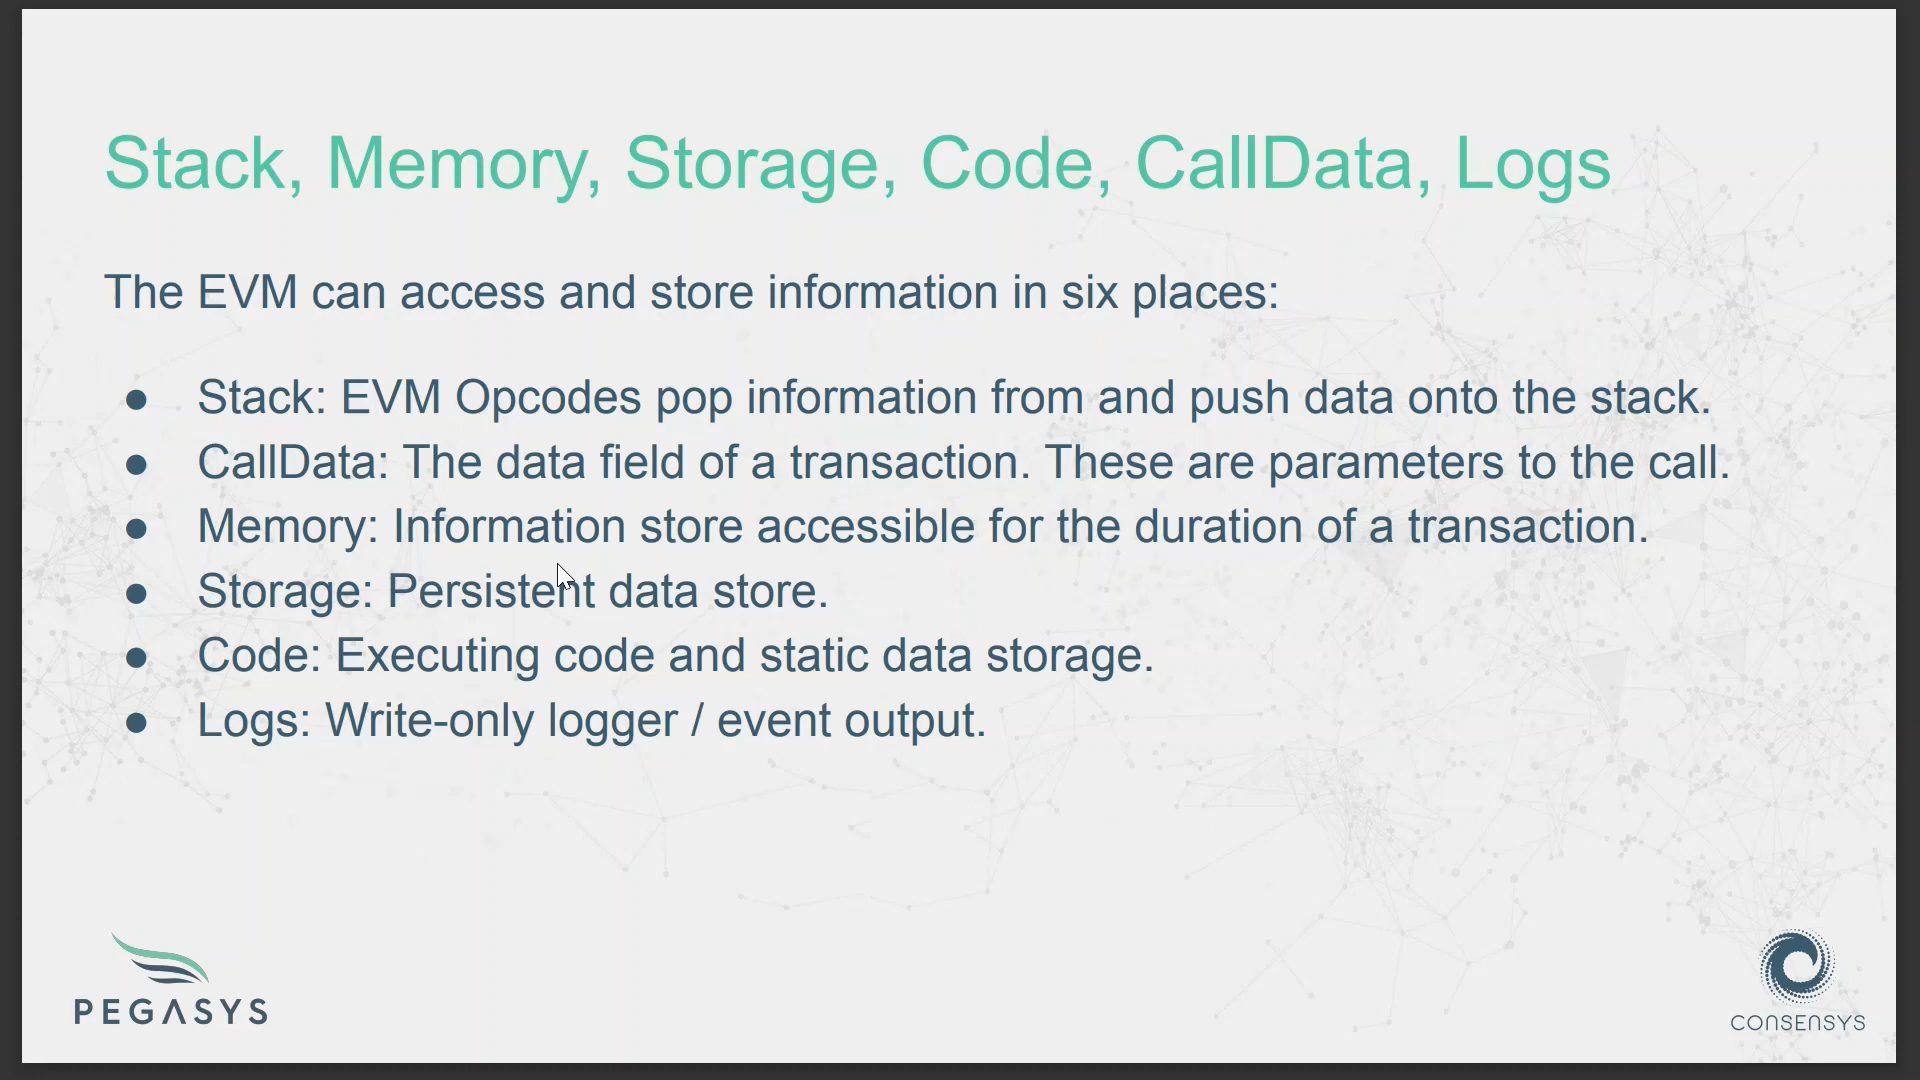 Stack, Memory, Storage, Code, CallData, Logs
The EVM can access and store information in six places:
● Stack: EVM Opcodes pop information from and push data onto the stack.
● CallData: The data field of a transaction. These are parameters to the call.
● Memory: Information store accessible for the duration of a transaction.
● Storage: Persistent data store.
● Code: Executing code and static data storage.
● Logs: Write-only logger / event output.
PEGASYS
CONSENSYS